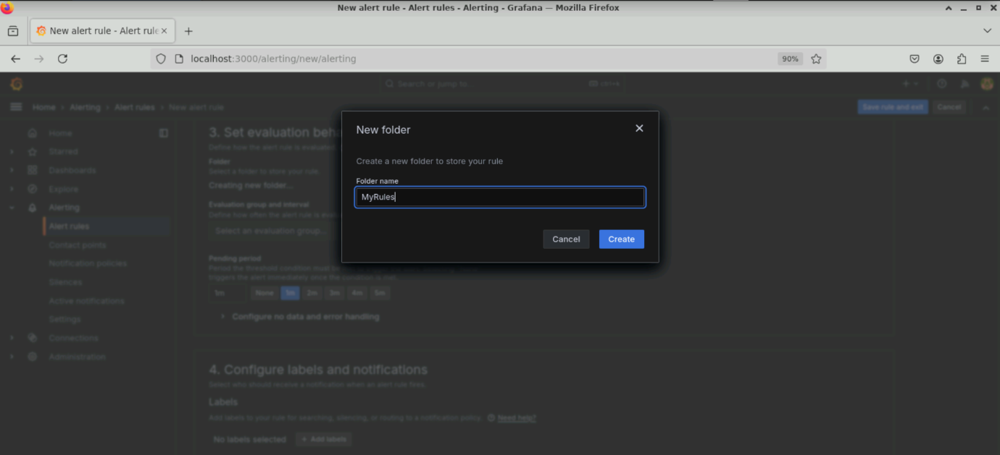 New alert rule - Alert rules - Alerting - Grafana — Mozilla Firefox
New alert rule - Alert rule
localhost:3000/alerting/new/alerting
90%
Search or jump to...
ctrl+k
Home > Alerting > Alert rules > New alert rule
Save rule and exit
Cancel
Home
Starred
Dashboards
Explore
Alerting
Alert rules
Contact points
Notification policies
Silences
Active notifications
Settings
Connections
Administration
3. Set evaluation beha
Define how the alert rule is evaluated.
Folder
Select a folder to store your rule.
Creating new folder...
Evaluation group and interval
Define how often the alert rule is
Select an evaluation group...
Pending period
Period the threshold condition must be
triggers the alert immediately once the condition is met.
1m
None
1m
2m
3m
4m
5m
Configure no data and error handling
4. Configure labels and notifications
Select who should receive a notification when an alert rule fires.
Labels
Add labels to your rule for searching, silencing, or routing to a notification policy.
Need help?
No labels selected
+ Add labels
New folder
Create a new folder to store your rule
Folder name
MyRules
Cancel
Create